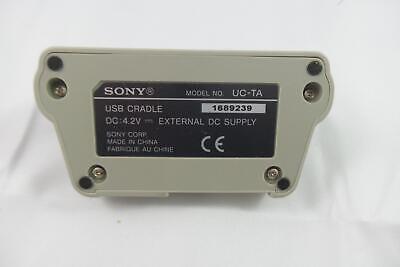 SONY® MODEL NO. UC-TA
USB CRADLE 1689239
DC:4.2V ⎓ EXTERNAL DC SUPPLY
SONY CORP.
MADE IN CHINA
FABRIQUE AU CHINE
CE